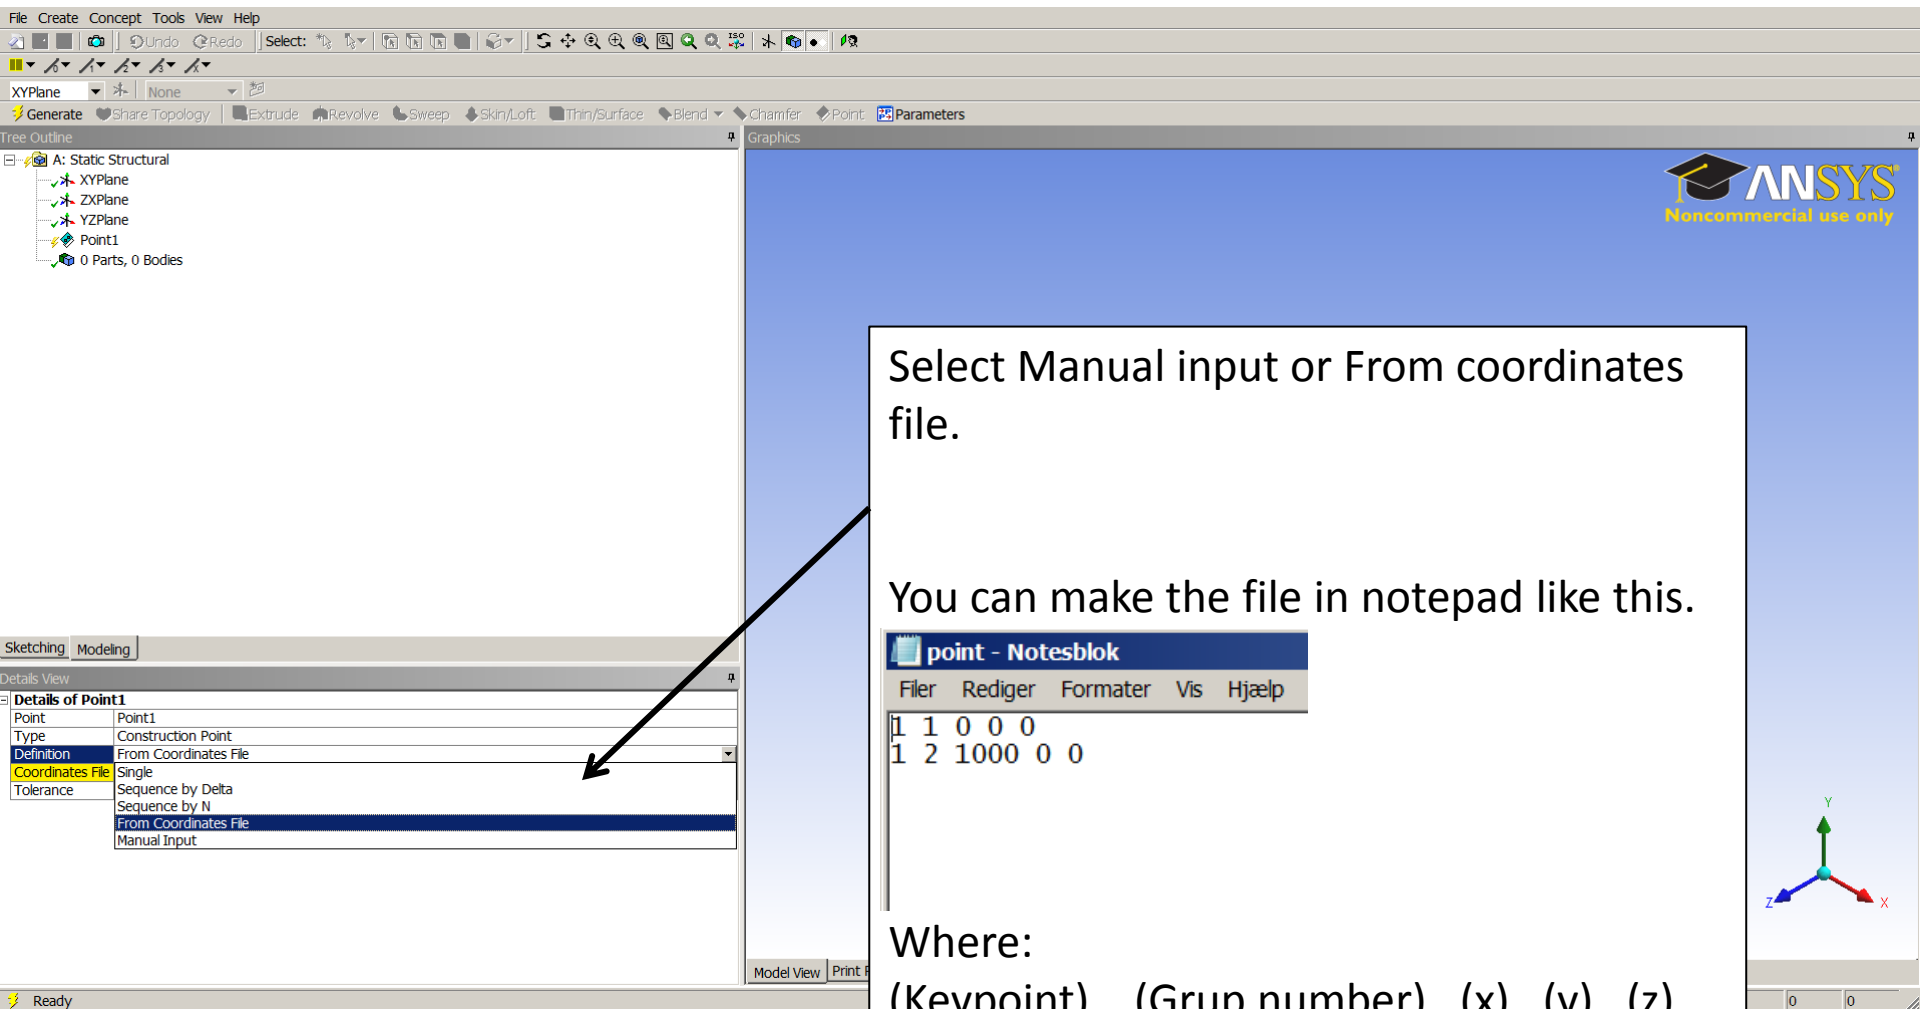 File Create Concept Tools View Help
Undo Redo Select: ISO
XYPlane None
Generate Share Topology Extrude Revolve Sweep Skin/Loft Thin/Surface Blend Chamfer Point Parameters
Tree Outline
Graphics
A: Static Structural
XYPlane
ZXPlane
YZPlane
Point1
0 Parts, 0 Bodies
ANSYS
Noncommercial use only
Select Manual input or From coordinates
file.
You can make the file in notepad like this.
point - Notesblok
Filer Rediger Formater Vis Hjælp
1 1 0 0 0
1 2 1000 0 0
Where:
(Keypoint) (Grup number) (x) (y) (z)
Sketching Modeling
Details View
Details of Point1
Point Point1
Type Construction Point
Definition From Coordinates File
Coordinates File Single
Tolerance Sequence by Delta
Sequence by N
From Coordinates File
Manual Input
Y
Z X
Model View Print
Ready
0 0